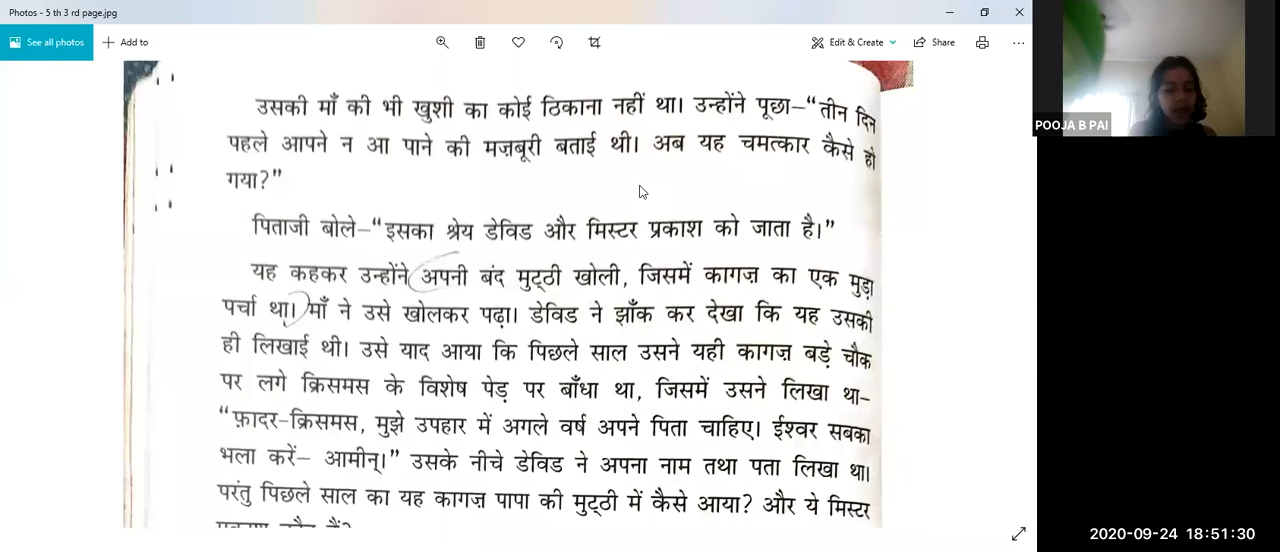 Photos - 5 th 3 rd page.jpg
See all photos
Add to
Edit & Create
Share
POOJA B PAI
उसकी माँ की भी खुशी का कोई ठिकाना नहीं था। उन्होंने पूछा–“तीन दिन
पहले आपने न आ पाने की मज़बूरी बताई थी। अब यह चमत्कार कैसे हो
गया?”
पिताजी बोले–“इसका श्रेय डेविड और मिस्टर प्रकाश को जाता है।”
यह कहकर उन्होंने अपनी बंद मुट्ठी खोली, जिसमें कागज़ का एक मुड़ा
पर्चा था। माँ ने उसे खोलकर पढ़ा। डेविड ने झाँक कर देखा कि यह उसकी
ही लिखाई थी। उसे याद आया कि पिछले साल उसने यही कागज़ बड़े चौक
पर लगे क्रिसमस के विशेष पेड़ पर बाँधा था, जिसमें उसने लिखा था–
“फ़ादर-क्रिसमस, मुझे उपहार में अगले वर्ष अपने पिता चाहिए। ईश्वर सबका
भला करें– आमीन्।” उसके नीचे डेविड ने अपना नाम तथा पता लिखा था।
परंतु पिछले साल का यह कागज़ पापा की मुट्ठी में कैसे आया? और ये मिस्टर
2020-09-24 18:51:30